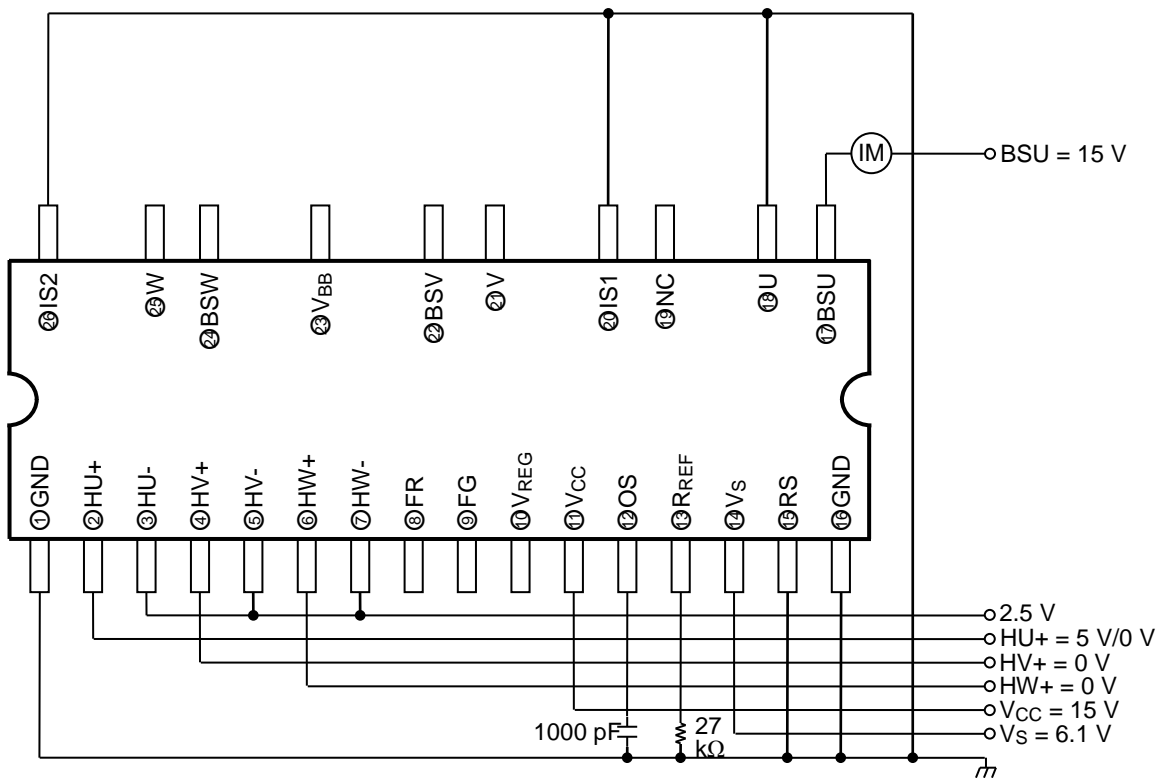 IM
BSU = 15 V
㉖IS2
㉕W
㉔BSW
㉓VBB
㉒BSV
㉑V
⑳IS1
⑲NC
⑱U
⑰BSU
①GND
②HU+
③HU-
④HV+
⑤HV-
⑥HW+
⑦HW-
⑧FR
⑨FG
⑩VREG
⑪VCC
⑫OS
⑬RREF
⑭VS
⑮RS
⑯GND
2.5 V
HU+ = 5 V/0 V
HV+ = 0 V
HW+ = 0 V
VCC = 15 V
VS = 6.1 V
1000 pF
27
kΩ